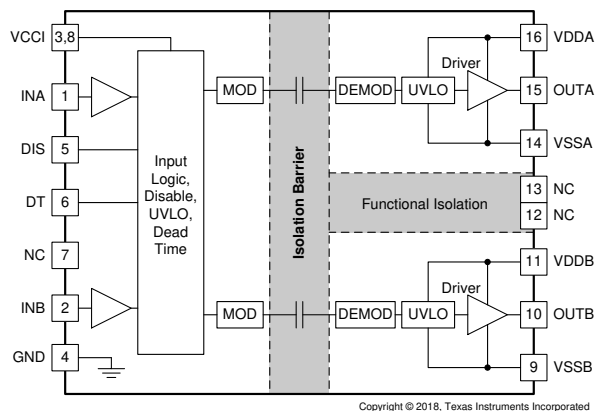 VCCI 3,8
INA 1
DIS 5
DT 6
NC 7
INB 2
GND 4
Input
Logic,
Disable,
UVLO,
Dead
Time
MOD
MOD
Isolation Barrier
DEMOD UVLO
Driver
16 VDDA
15 OUTA
14 VSSA
Functional Isolation
13 NC
12 NC
DEMOD UVLO
Driver
11 VDDB
10 OUTB
9 VSSB
Copyright © 2018, Texas Instruments Incorporated